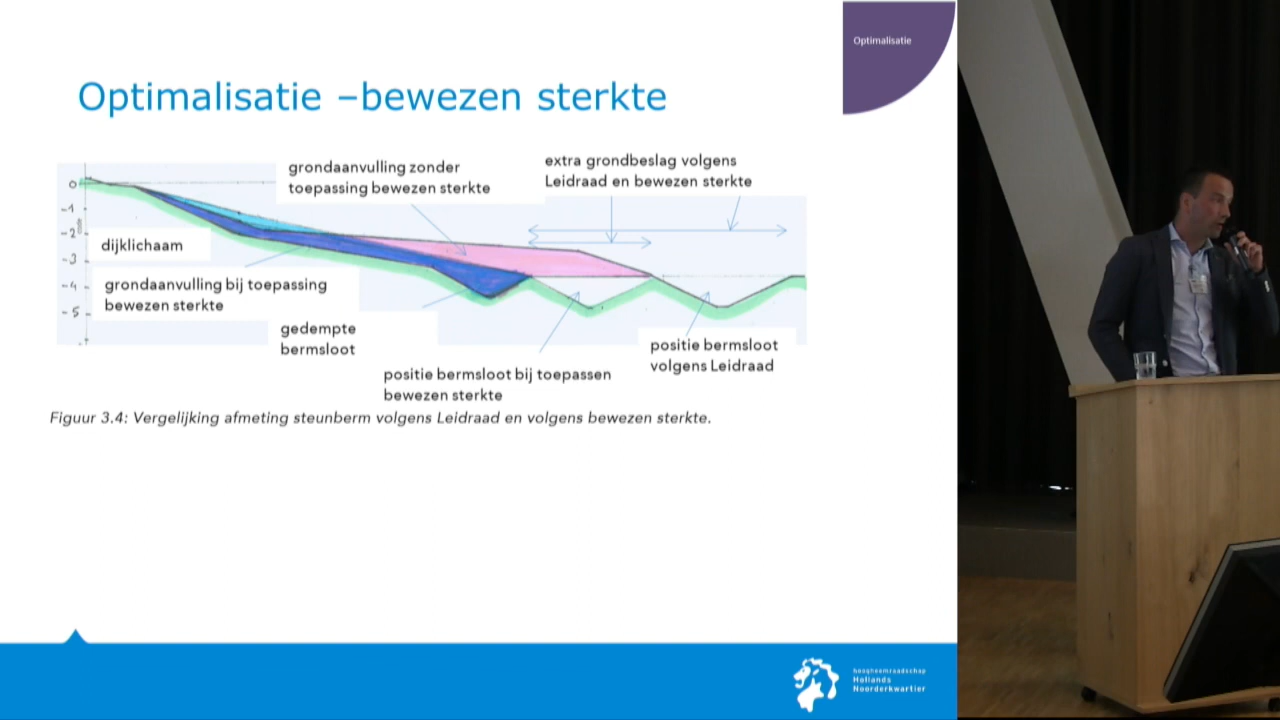 Optimalisatie
Optimalisatie –bewezen sterkte
grondaanvulling zonder
toepassing bewezen sterkte
extra grondbeslag volgens
Leidraad en bewezen sterkte
0
-1
-2
-3
-4
-5
dijklichaam
grondaanvulling bij toepassing
bewezen sterkte
gedempte
bermsloot
positie bermsloot
volgens Leidraad
positie bermsloot bij toepassen
bewezen sterkte
Figuur 3.4: Vergelijking afmeting steunberm volgens Leidraad en volgens bewezen sterkte.
hoogheemraadschap
Hollands
Noorderkwartier